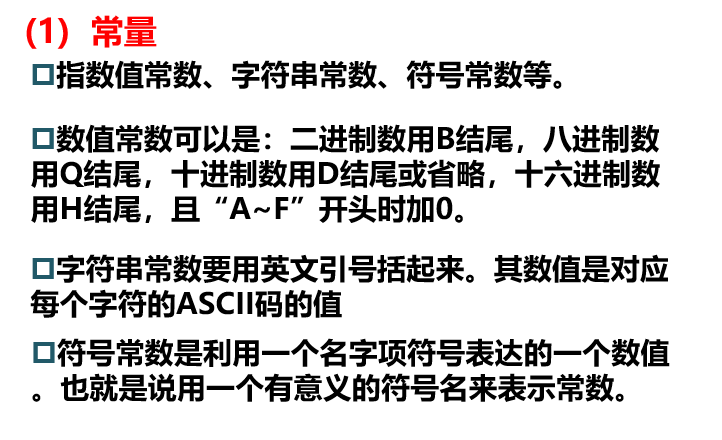 (1) 常量
指数值常数、字符串常数、符号常数等。
数值常数可以是：二进制数用B结尾，八进制数
用Q结尾，十进制数用D结尾或省略，十六进制数
用H结尾，且“A~F”开头时加0。
字符串常数要用英文引号括起来。其数值是对应
每个字符的ASCII码的值
符号常数是利用一个名字项符号表达的一个数值
。也就是说用一个有意义的符号名来表示常数。